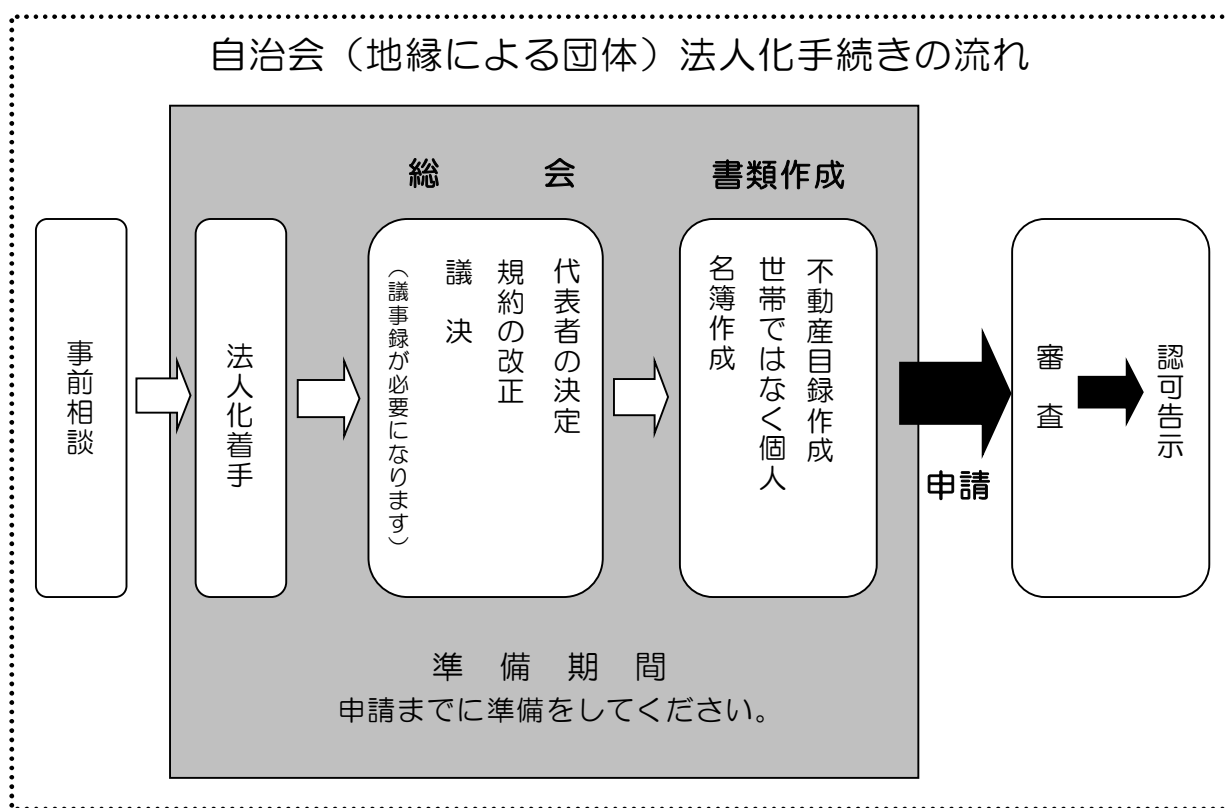 自治会（地縁による団体）法人化手続きの流れ
事前相談
法人化着手
総　会
代表者の決定
規約の改正
議　決
（議事録が必要になります）
書類作成
不動産目録作成
世帯ではなく個人
名簿作成
申請
審　査
認可告示
準　備　期　間
申請までに準備をしてください。